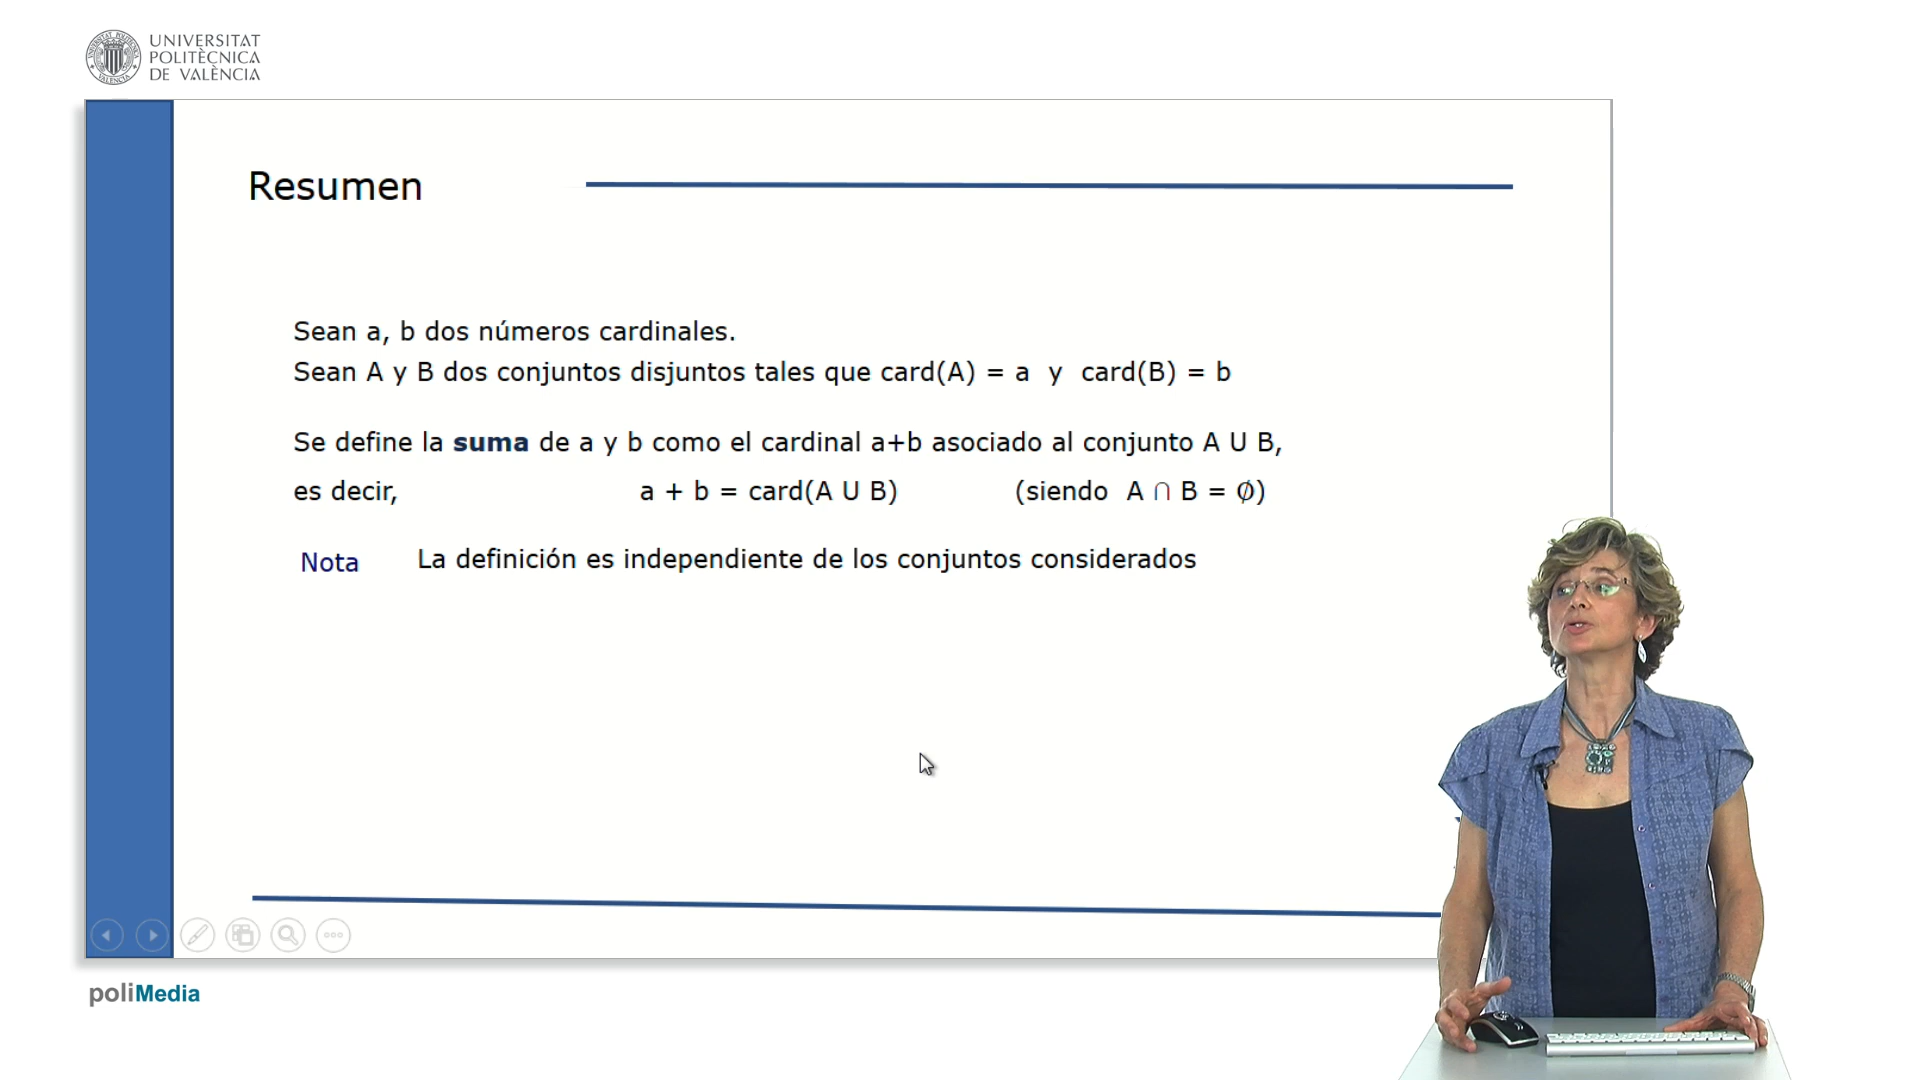 UNIVERSITAT
POLITÈCNICA
DE VALÈNCIA
Resumen
Sean a, b dos números cardinales.
Sean A y B dos conjuntos disjuntos tales que card(A) = a y card(B) = b
Se define la suma de a y b como el cardinal a+b asociado al conjunto A U B,
es decir, a + b = card(A U B) (siendo A ∩ B = ∅)
Nota La definición es independiente de los conjuntos considerados
poliMedia